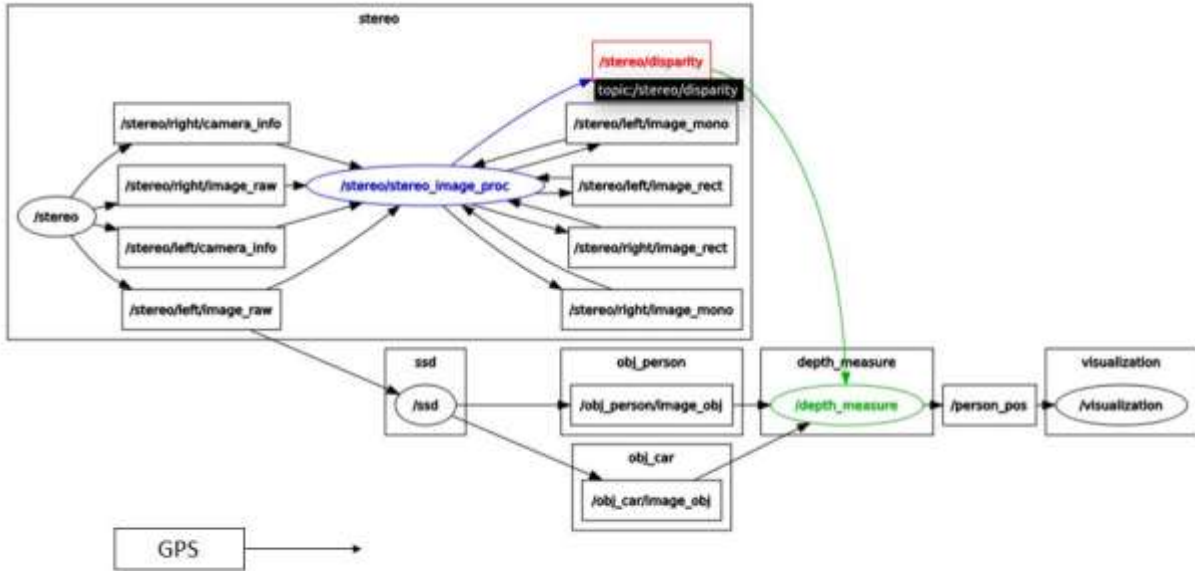 stereo
/stereo/disparity
topic:/stereo/disparity
/stereo/right/camera_info
/stereo/left/image_mono
/stereo/right/image_raw
/stereo/stereo_image_proc
/stereo/left/image_rect
/stereo
/stereo/left/camera_info
/stereo/right/image_rect
/stereo/left/image_raw
/stereo/right/image_mono
ssd
obj_person
depth_measure
visualization
/ssd
/obj_person/image_obj
/depth_measure
/person_pos
/visualization
obj_car
/obj_car/image_obj
GPS